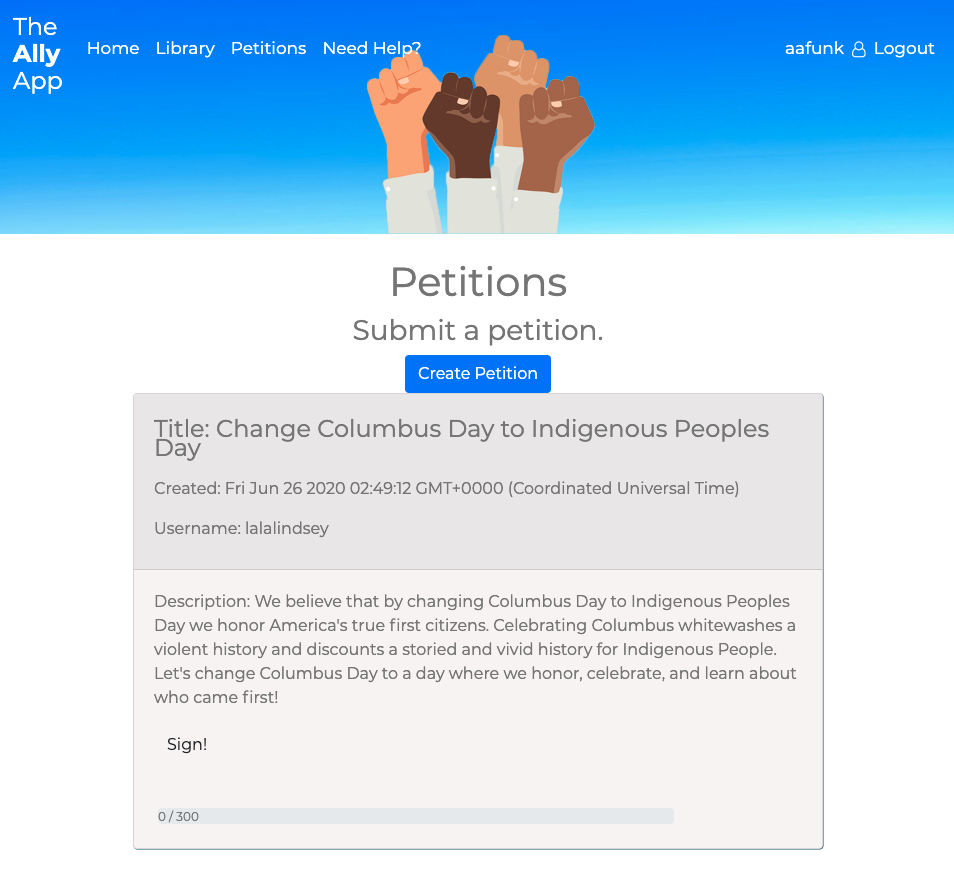 The
Ally
App
Home Library Petitions Need Help?
aafunk Logout
Petitions
Submit a petition.
Create Petition
Title: Change Columbus Day to Indigenous Peoples
Day
Created: Fri Jun 26 2020 02:49:12 GMT+0000 (Coordinated Universal Time)
Username: lalalindsey
Description: We believe that by changing Columbus Day to Indigenous Peoples
Day we honor America's true first citizens. Celebrating Columbus whitewashes a
violent history and discounts a storied and vivid history for Indigenous People.
Let's change Columbus Day to a day where we honor, celebrate, and learn about
who came first!
Sign!
0 / 300